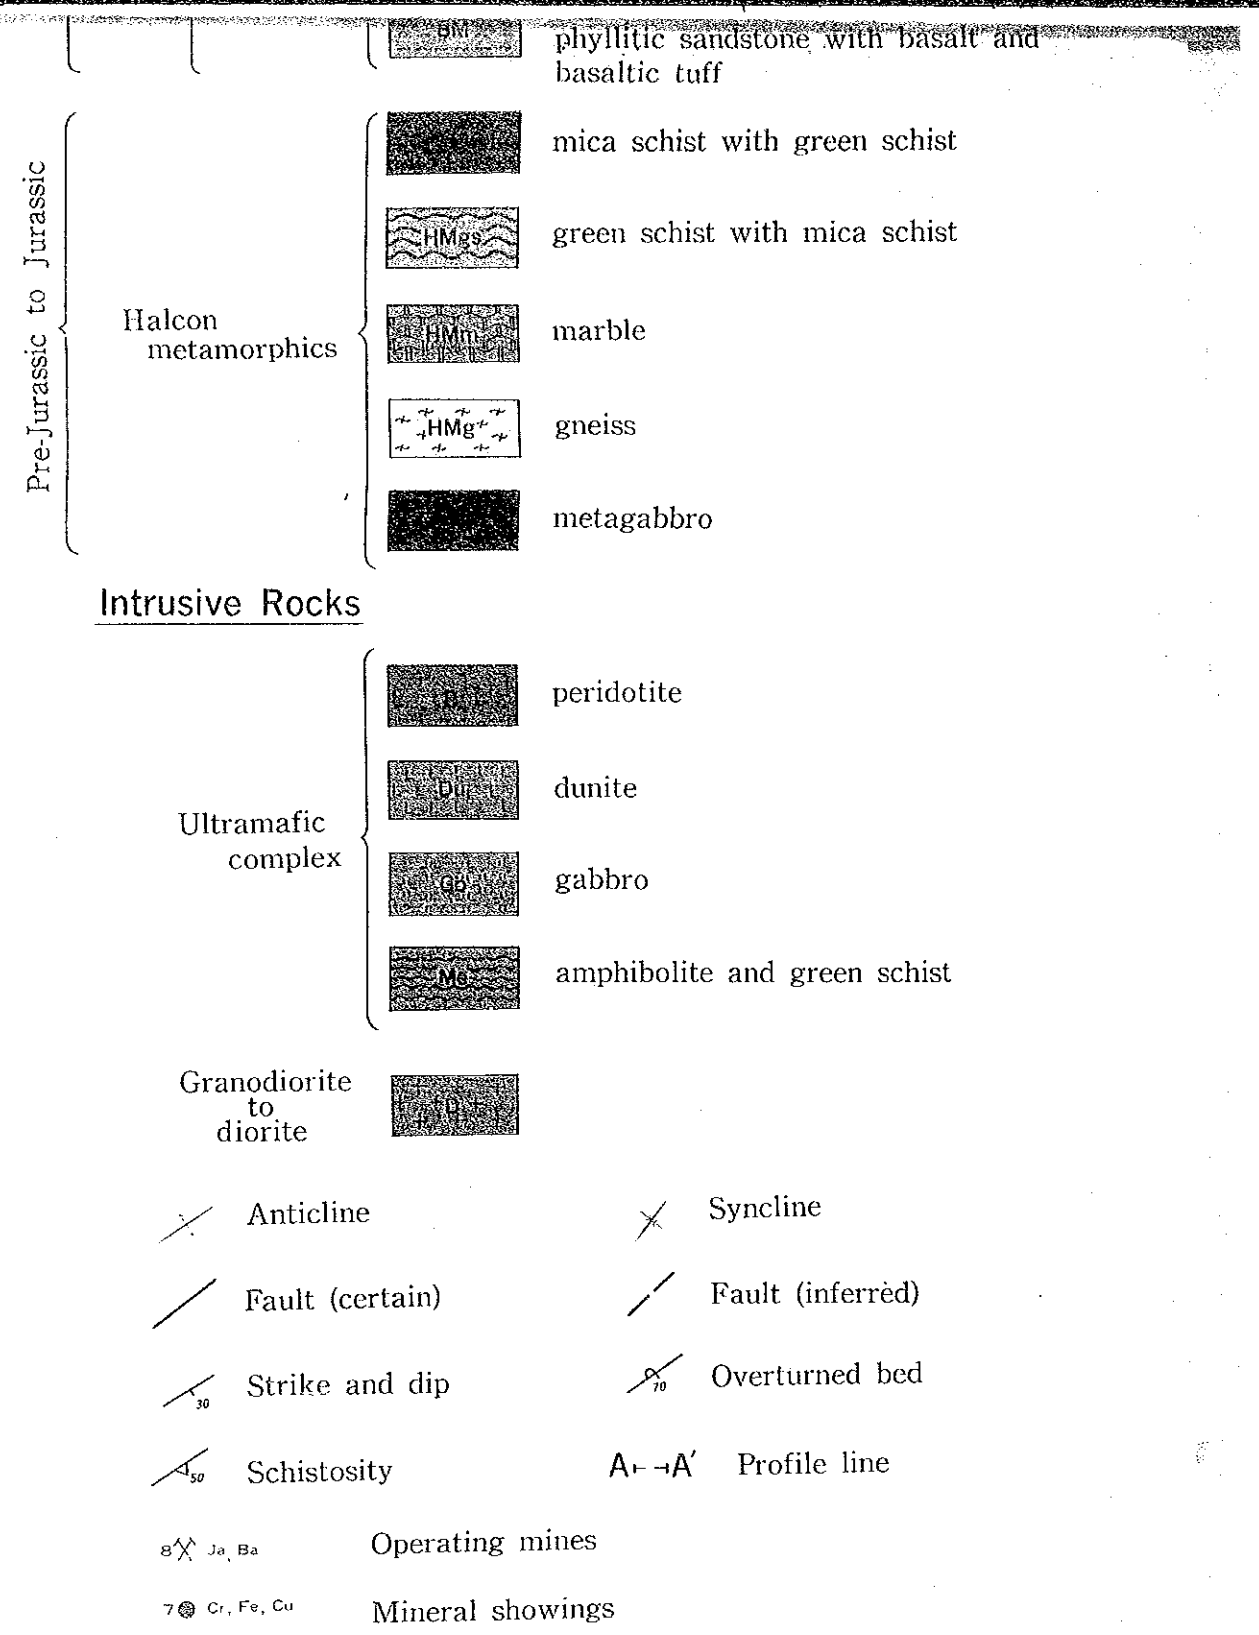 BM phyllitic sandstone with basalt and
basaltic tuff
Pre-Jurassic to Jurassic
Halcon
metamorphics
mica schist with green schist
HMgs green schist with mica schist
HMm marble
HMg gneiss
metagabbro
Intrusive Rocks
Ultramafic
complex
peridotite
Du dunite
Gb gabbro
amphibolite and green schist
Granodiorite
to
diorite
Anticline
Syncline
Fault (certain)
Fault (inferred)
30 Strike and dip
70 Overturned bed
50 Schistosity
A A′ Profile line
8 Ja, Ba Operating mines
7 Cr, Fe, Cu Mineral showings